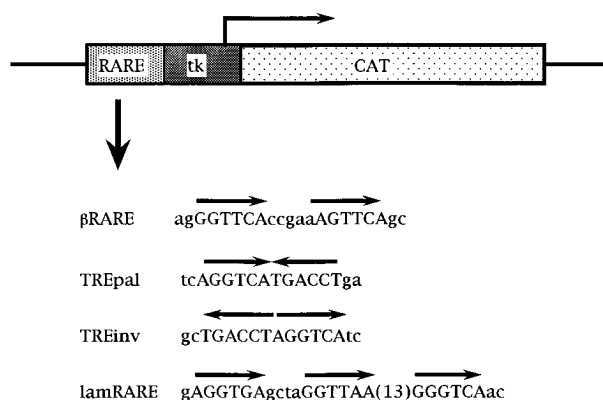 RARE tk CAT
βRARE agGGTTCAccgaaAGTTCAgc
TREpal tcAGGTCATGACCTga
TREinv gcTGACCTAGGTCAtc
lamRARE gAGGTGAgctaGGTTAA(13)GGGTCAac